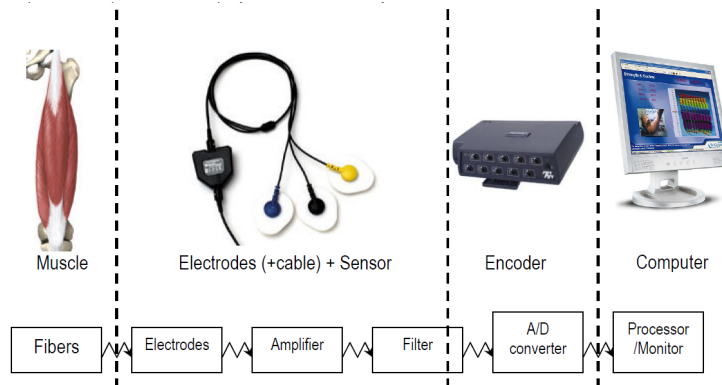 Muscle
Electrodes (+cable) + Sensor
Encoder
Computer
Fibers
Electrodes
Amplifier
Filter
A/D
converter
Processor
/Monitor